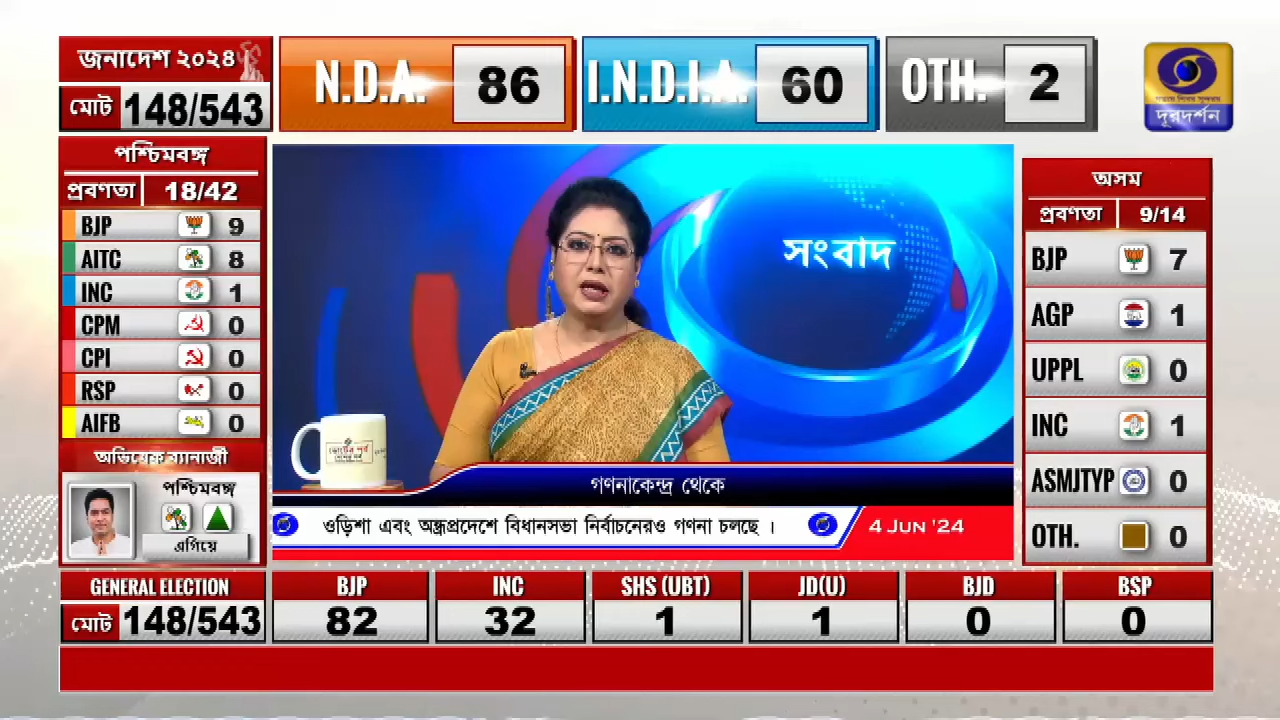 জনাদেশ ২০২৪
মোট 148/543
N.D.A. 86
I.N.D.I.A. 60
OTH. 2
দূরদর্শন
পশ্চিমবঙ্গ
প্রবণতা 18/42
BJP 9
AITC 8
INC 1
CPM 0
CPI 0
RSP 0
AIFB 0
অভিষেক ব্যানার্জী
পশ্চিমবঙ্গ
এগিয়ে
সংবাদ
গণনাকেন্দ্র থেকে
ওড়িশা এবং অন্ধ্রপ্রদেশে বিধানসভা নির্বাচনেরও গণনা চলছে ।
4 JUN '24
অসম
প্রবণতা 9/14
BJP 7
AGP 1
UPPL 0
INC 1
ASMJTYP 0
OTH. 0
GENERAL ELECTION
মোট 148/543
BJP 82
INC 32
SHS (UBT) 1
JD(U) 1
BJD 0
BSP 0